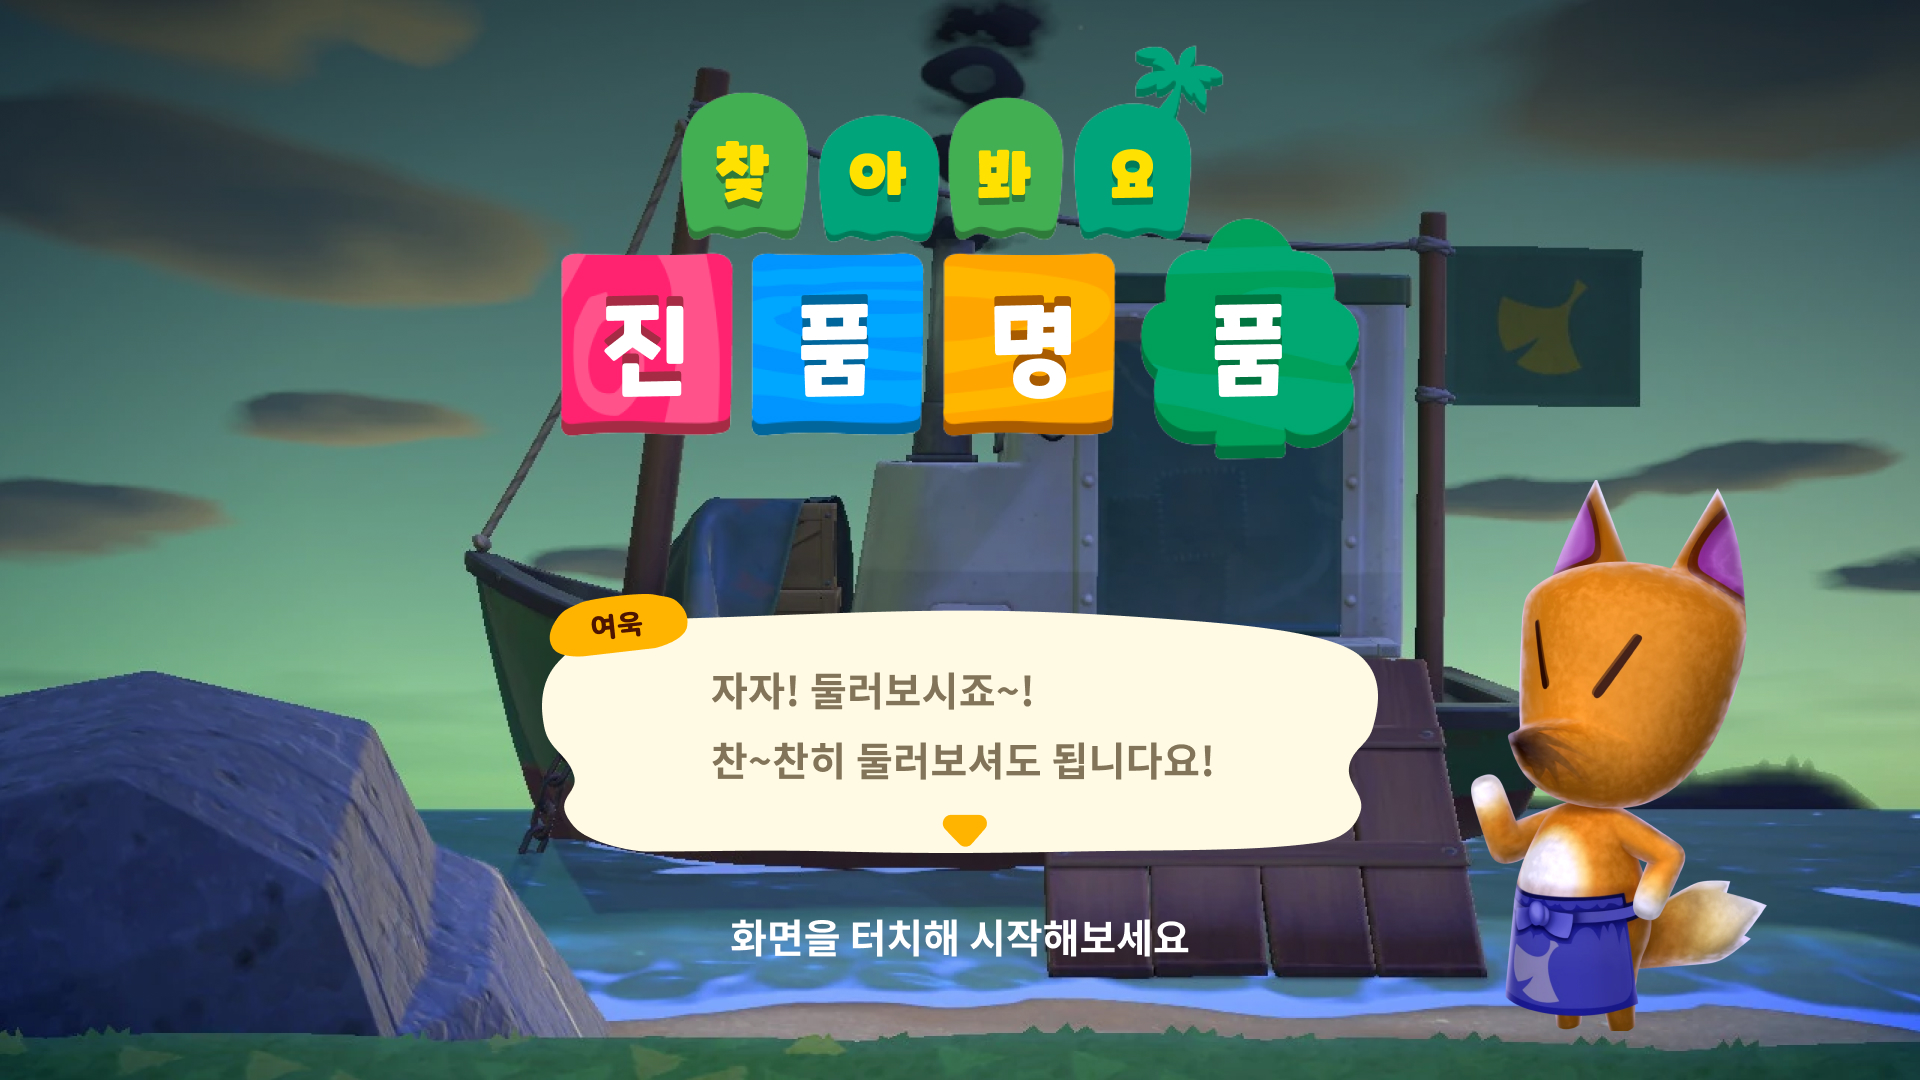 찾아봐요
진품명품
여욱
자자! 둘러보시죠~!
찬~찬히 둘러보셔도 됩니다요!
화면을 터치해 시작해보세요